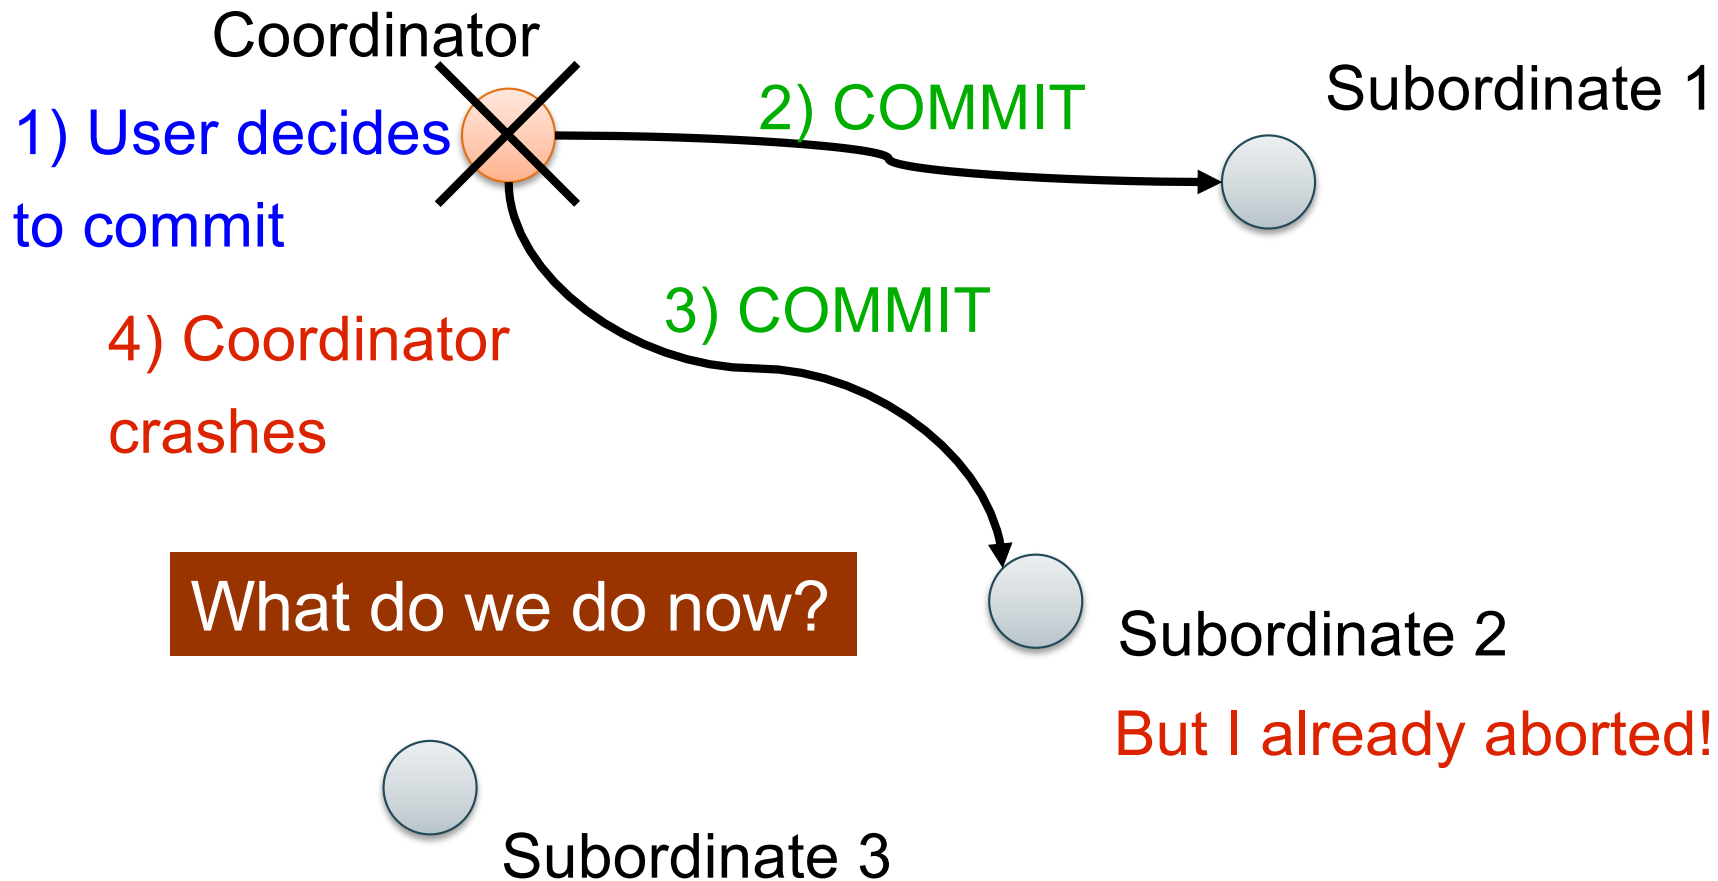 Coordinator
Subordinate 1
1) User decides
to commit
2) COMMIT
3) COMMIT
4) Coordinator
crashes
What do we do now?
Subordinate 2
But I already aborted!
Subordinate 3